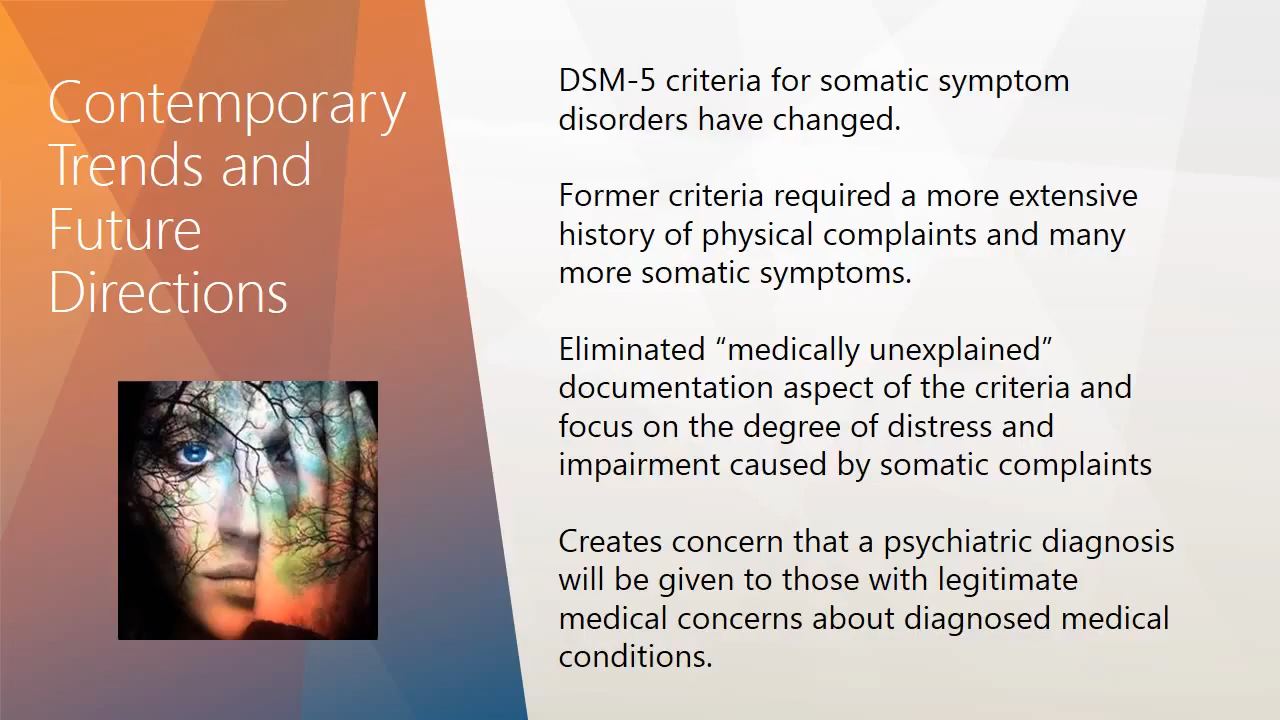 Contemporary
Trends and
Future
Directions
DSM-5 criteria for somatic symptom
disorders have changed.
Former criteria required a more extensive
history of physical complaints and many
more somatic symptoms.
Eliminated “medically unexplained”
documentation aspect of the criteria and
focus on the degree of distress and
impairment caused by somatic complaints
Creates concern that a psychiatric diagnosis
will be given to those with legitimate
medical concerns about diagnosed medical
conditions.